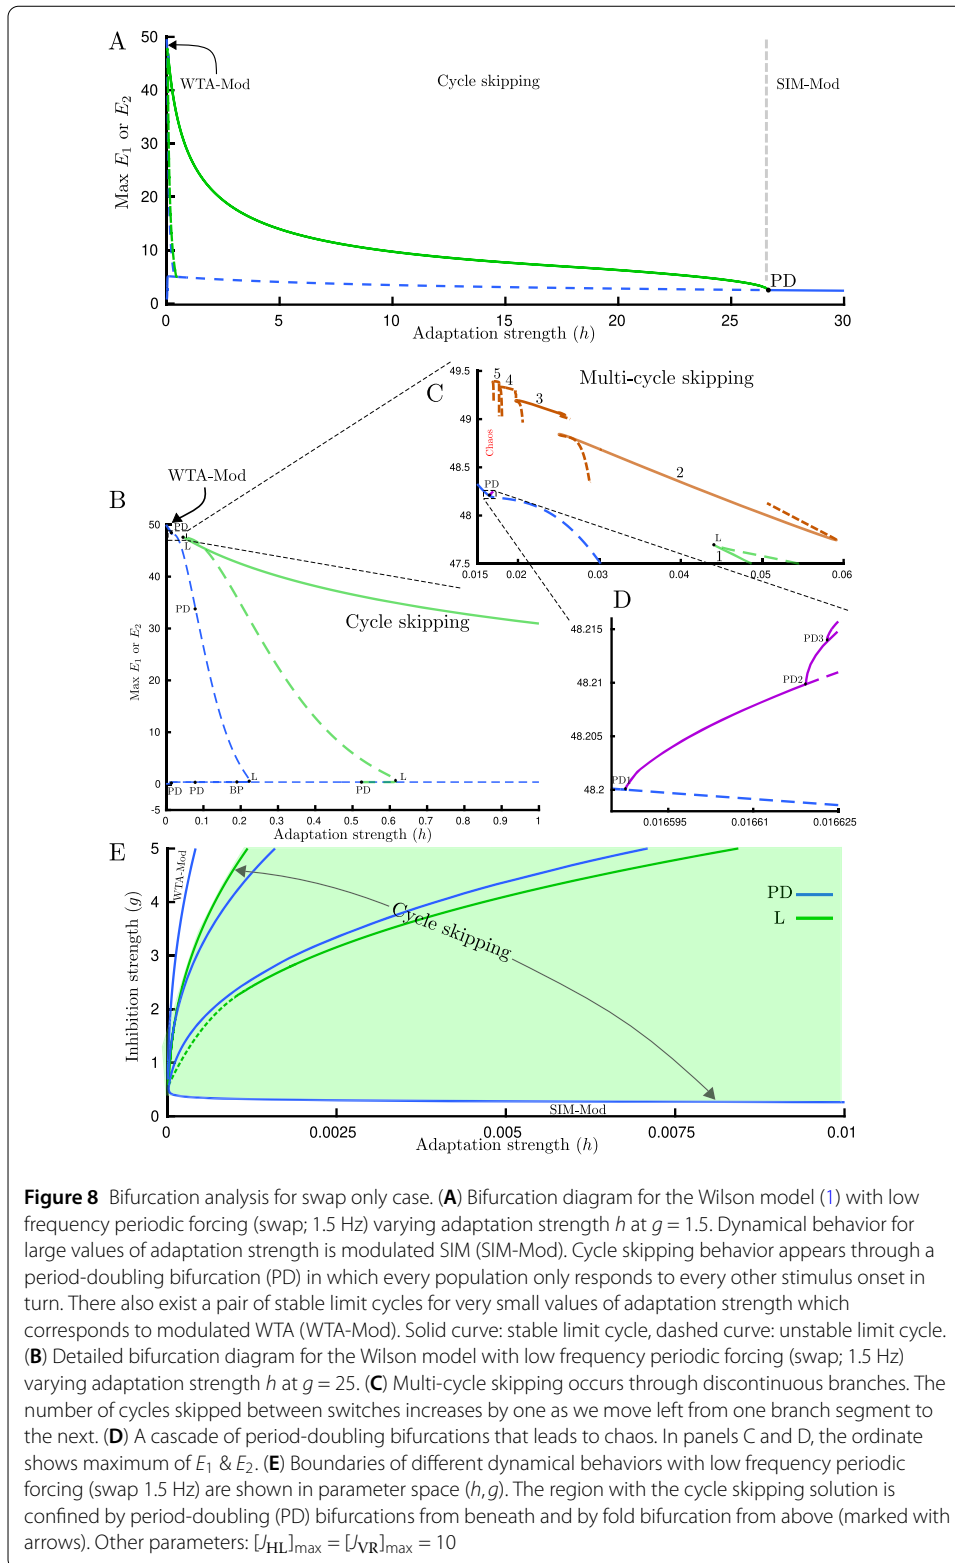 A
50
40
30
20
10
0
Max E1 or E2
WTA-Mod
Cycle skipping
SIM-Mod
PD
0 5 10 15 20 25 30
Adaptation strength (h)
B
WTA-Mod
50
40
30
20
10
0
-5
Max E1 or E2
PD
L
PD
Cycle skipping
L
L
PD PD BP PD
0 0.1 0.2 0.3 0.4 0.5 0.6 0.7 0.8 0.9 1
Adaptation strength (h)
C
Multi-cycle skipping
49.5
49
48.5
48
47.5
5
4
3
2
1
Chaos
PD
L
0.015 0.02 0.03 0.04 0.05 0.06
D
48.215
48.21
48.205
48.2
PD3
PD2
PD1
0.016595 0.01661 0.016625
E
5
4
3
2
1
0
Inhibition strength (g)
WTA-Mod
Cycle skipping
PD
L
SIM-Mod
0 0.0025 0.005 0.0075 0.01
Adaptation strength (h)
Figure 8 Bifurcation analysis for swap only case. (A) Bifurcation diagram for the Wilson model (1) with low
frequency periodic forcing (swap; 1.5 Hz) varying adaptation strength h at g = 1.5. Dynamical behavior for
large values of adaptation strength is modulated SIM (SIM-Mod). Cycle skipping behavior appears through a
period-doubling bifurcation (PD) in which every population only responds to every other stimulus onset in
turn. There also exist a pair of stable limit cycles for very small values of adaptation strength which
corresponds to modulated WTA (WTA-Mod). Solid curve: stable limit cycle, dashed curve: unstable limit cycle.
(B) Detailed bifurcation diagram for the Wilson model with low frequency periodic forcing (swap; 1.5 Hz)
varying adaptation strength h at g = 25. (C) Multi-cycle skipping occurs through discontinuous branches. The
number of cycles skipped between switches increases by one as we move left from one branch segment to
the next. (D) A cascade of period-doubling bifurcations that leads to chaos. In panels C and D, the ordinate
shows maximum of E1 & E2. (E) Boundaries of different dynamical behaviors with low frequency periodic
forcing (swap 1.5 Hz) are shown in parameter space (h, g). The region with the cycle skipping solution is
confined by period-doubling (PD) bifurcations from beneath and by fold bifurcation from above (marked with
arrows). Other parameters: [JHL]max = [JVR]max = 10